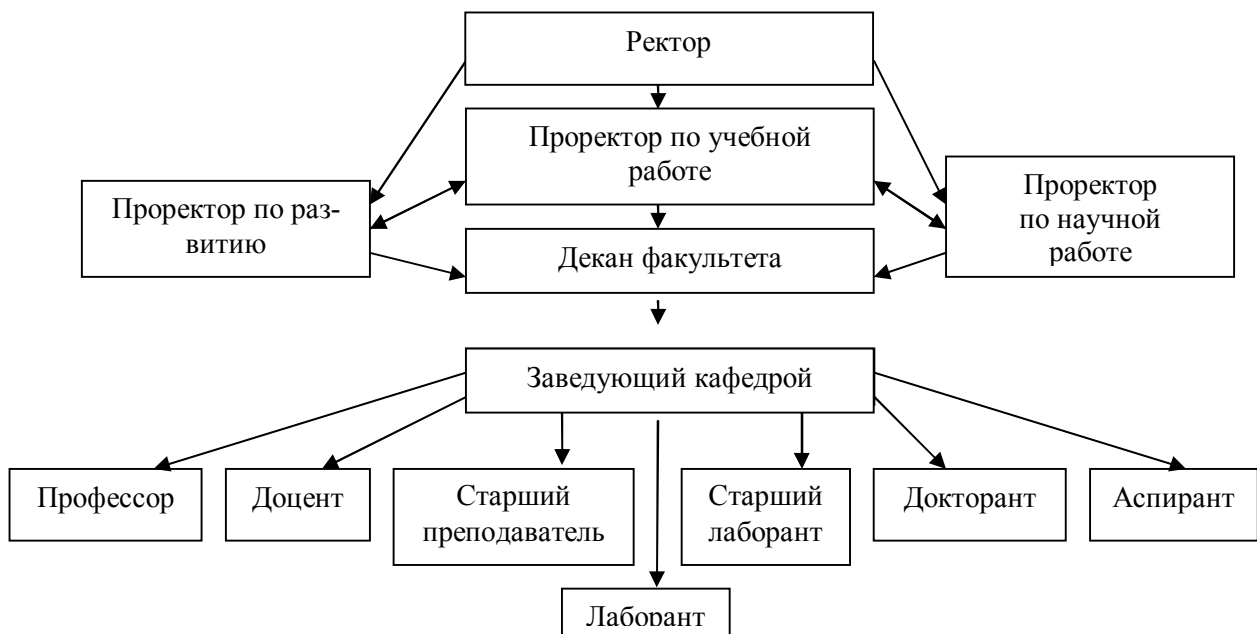 Ректор
Проректор по учебной
работе
Проректор по раз-
витию
Проректор
по научной
работе
Декан факультета
Заведующий кафедрой
Профессор
Доцент
Старший
преподаватель
Старший
лаборант
Докторант
Аспирант
Лаборант